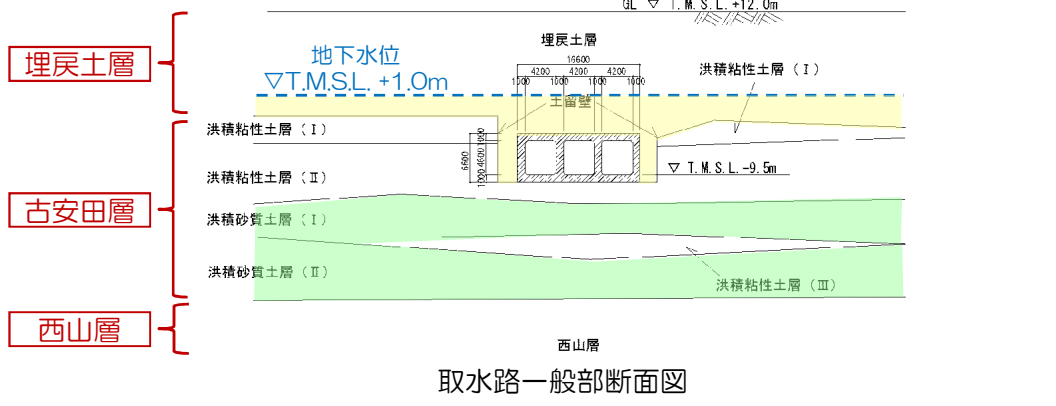 GL ▽ T.M.S.L.+12.0m
埋戻土層
地下水位
▽T.M.S.L. +1.0m
埋戻土層
16600
4200 4200 4200
1000 1000 1000 1000
洪積粘性土層(Ⅰ)
土留壁
洪積粘性土層(Ⅰ)
6600
1000 4600 1000
▽ T.M.S.L.-9.5m
洪積粘性土層(Ⅱ)
古安田層
洪積砂質土層(Ⅰ)
洪積砂質土層(Ⅱ)
洪積粘性土層(Ⅲ)
西山層
西山層
取水路一般部断面図